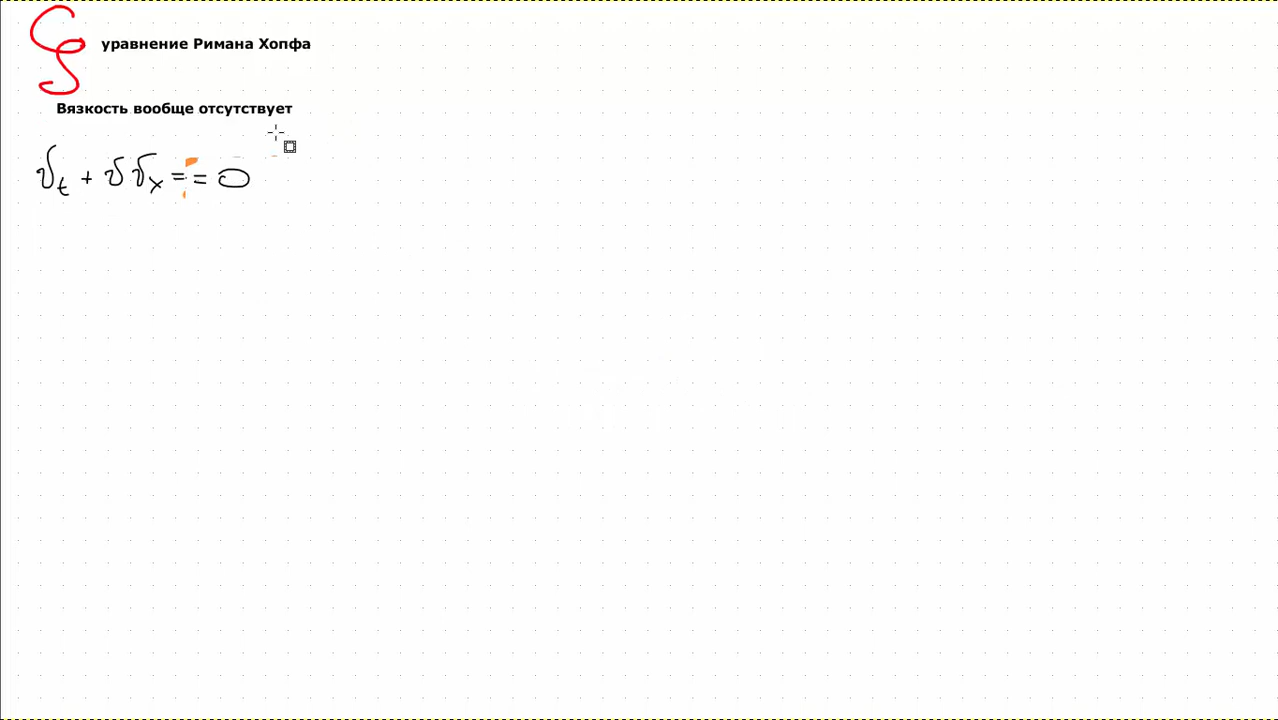 § уравнение Римана Хопфа
Вязкость вообще отсутствует
v_t + v v_x = = 0